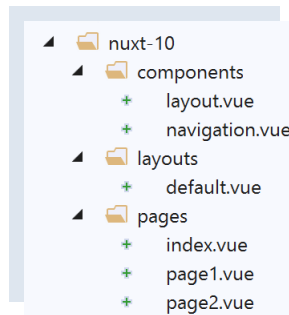 nuxt-10
components
layout.vue
navigation.vue
layouts
default.vue
pages
index.vue
page1.vue
page2.vue